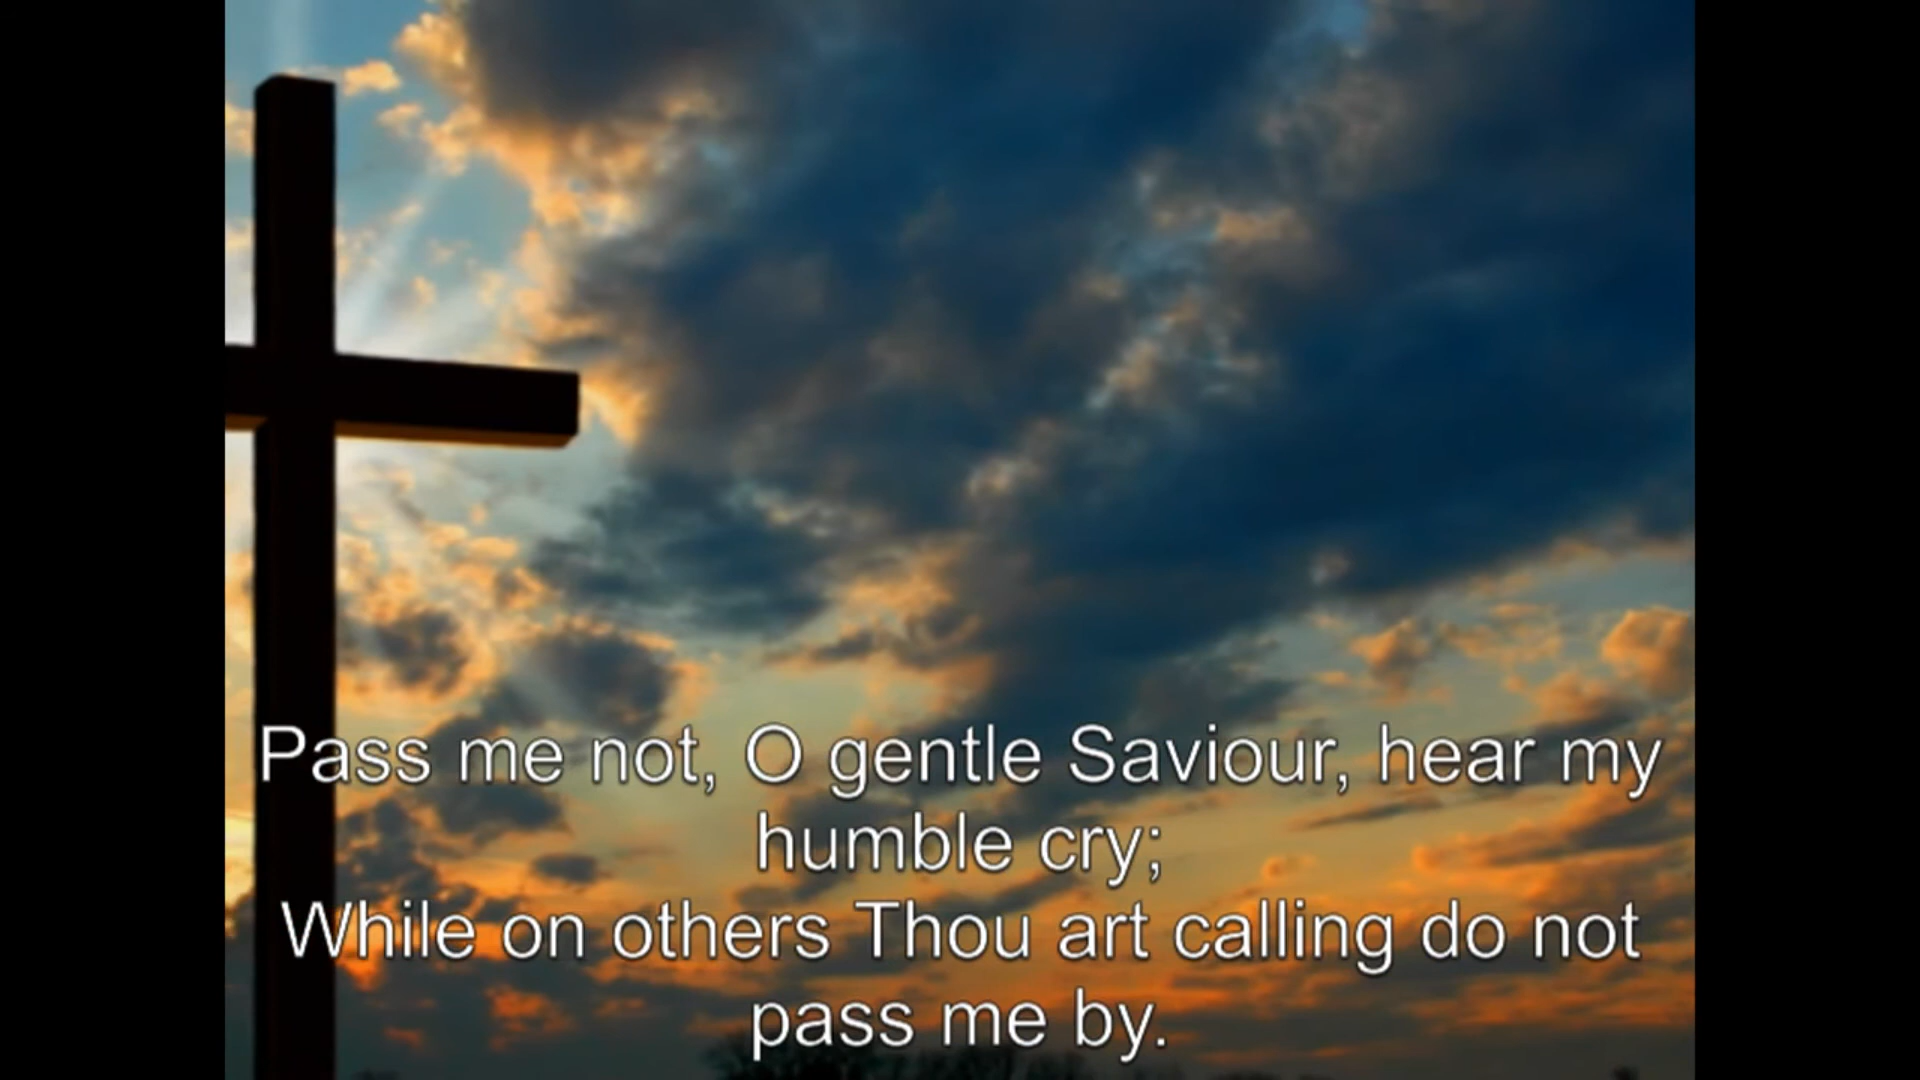 Pass me not, O gentle Saviour, hear my
humble cry;
While on others Thou art calling do not
pass me by.